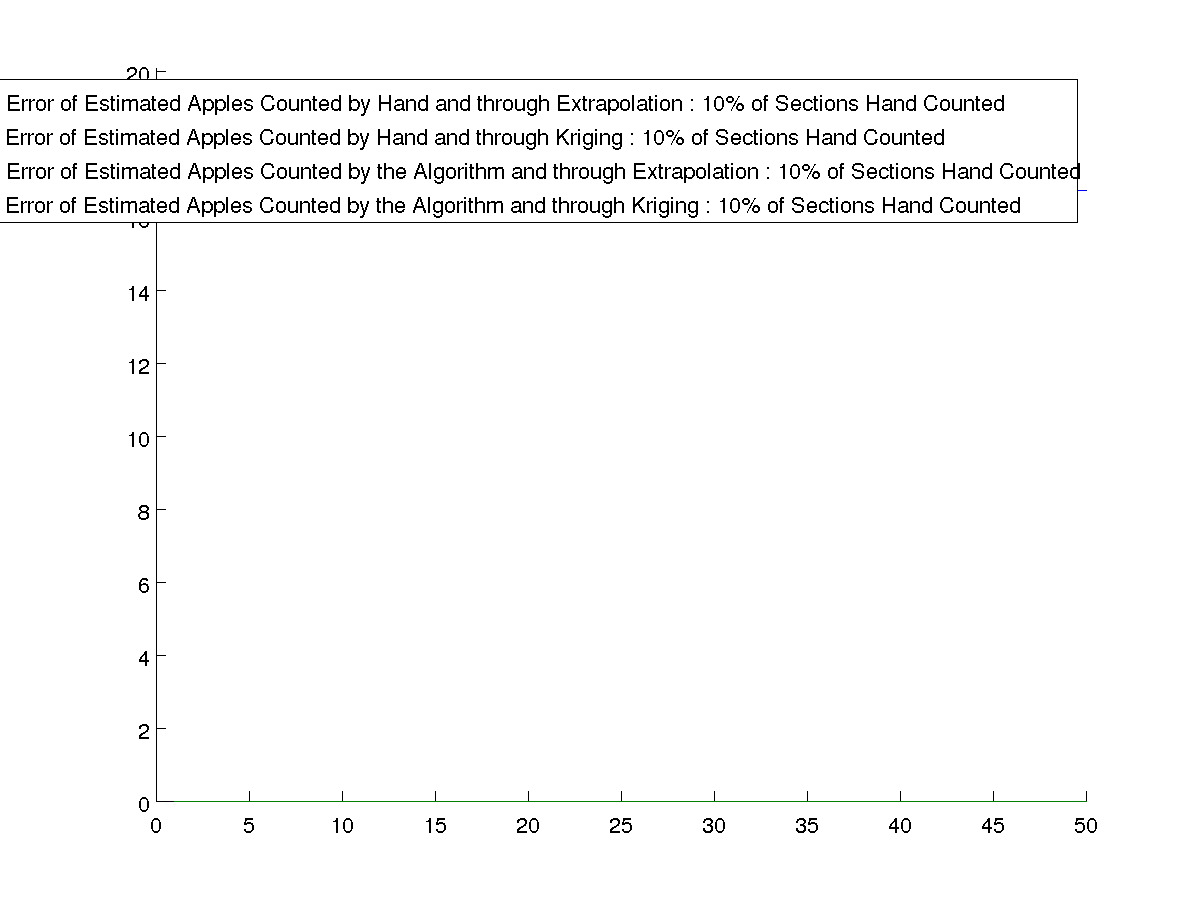 20
Error of Estimated Apples Counted by Hand and through Extrapolation : 10% of Sections Hand Counted
Error of Estimated Apples Counted by Hand and through Kriging : 10% of Sections Hand Counted
Error of Estimated Apples Counted by the Algorithm and through Extrapolation : 10% of Sections Hand Counted
Error of Estimated Apples Counted by the Algorithm and through Kriging : 10% of Sections Hand Counted
14
12
10
8
6
4
2
0
0 5 10 15 20 25 30 35 40 45 50